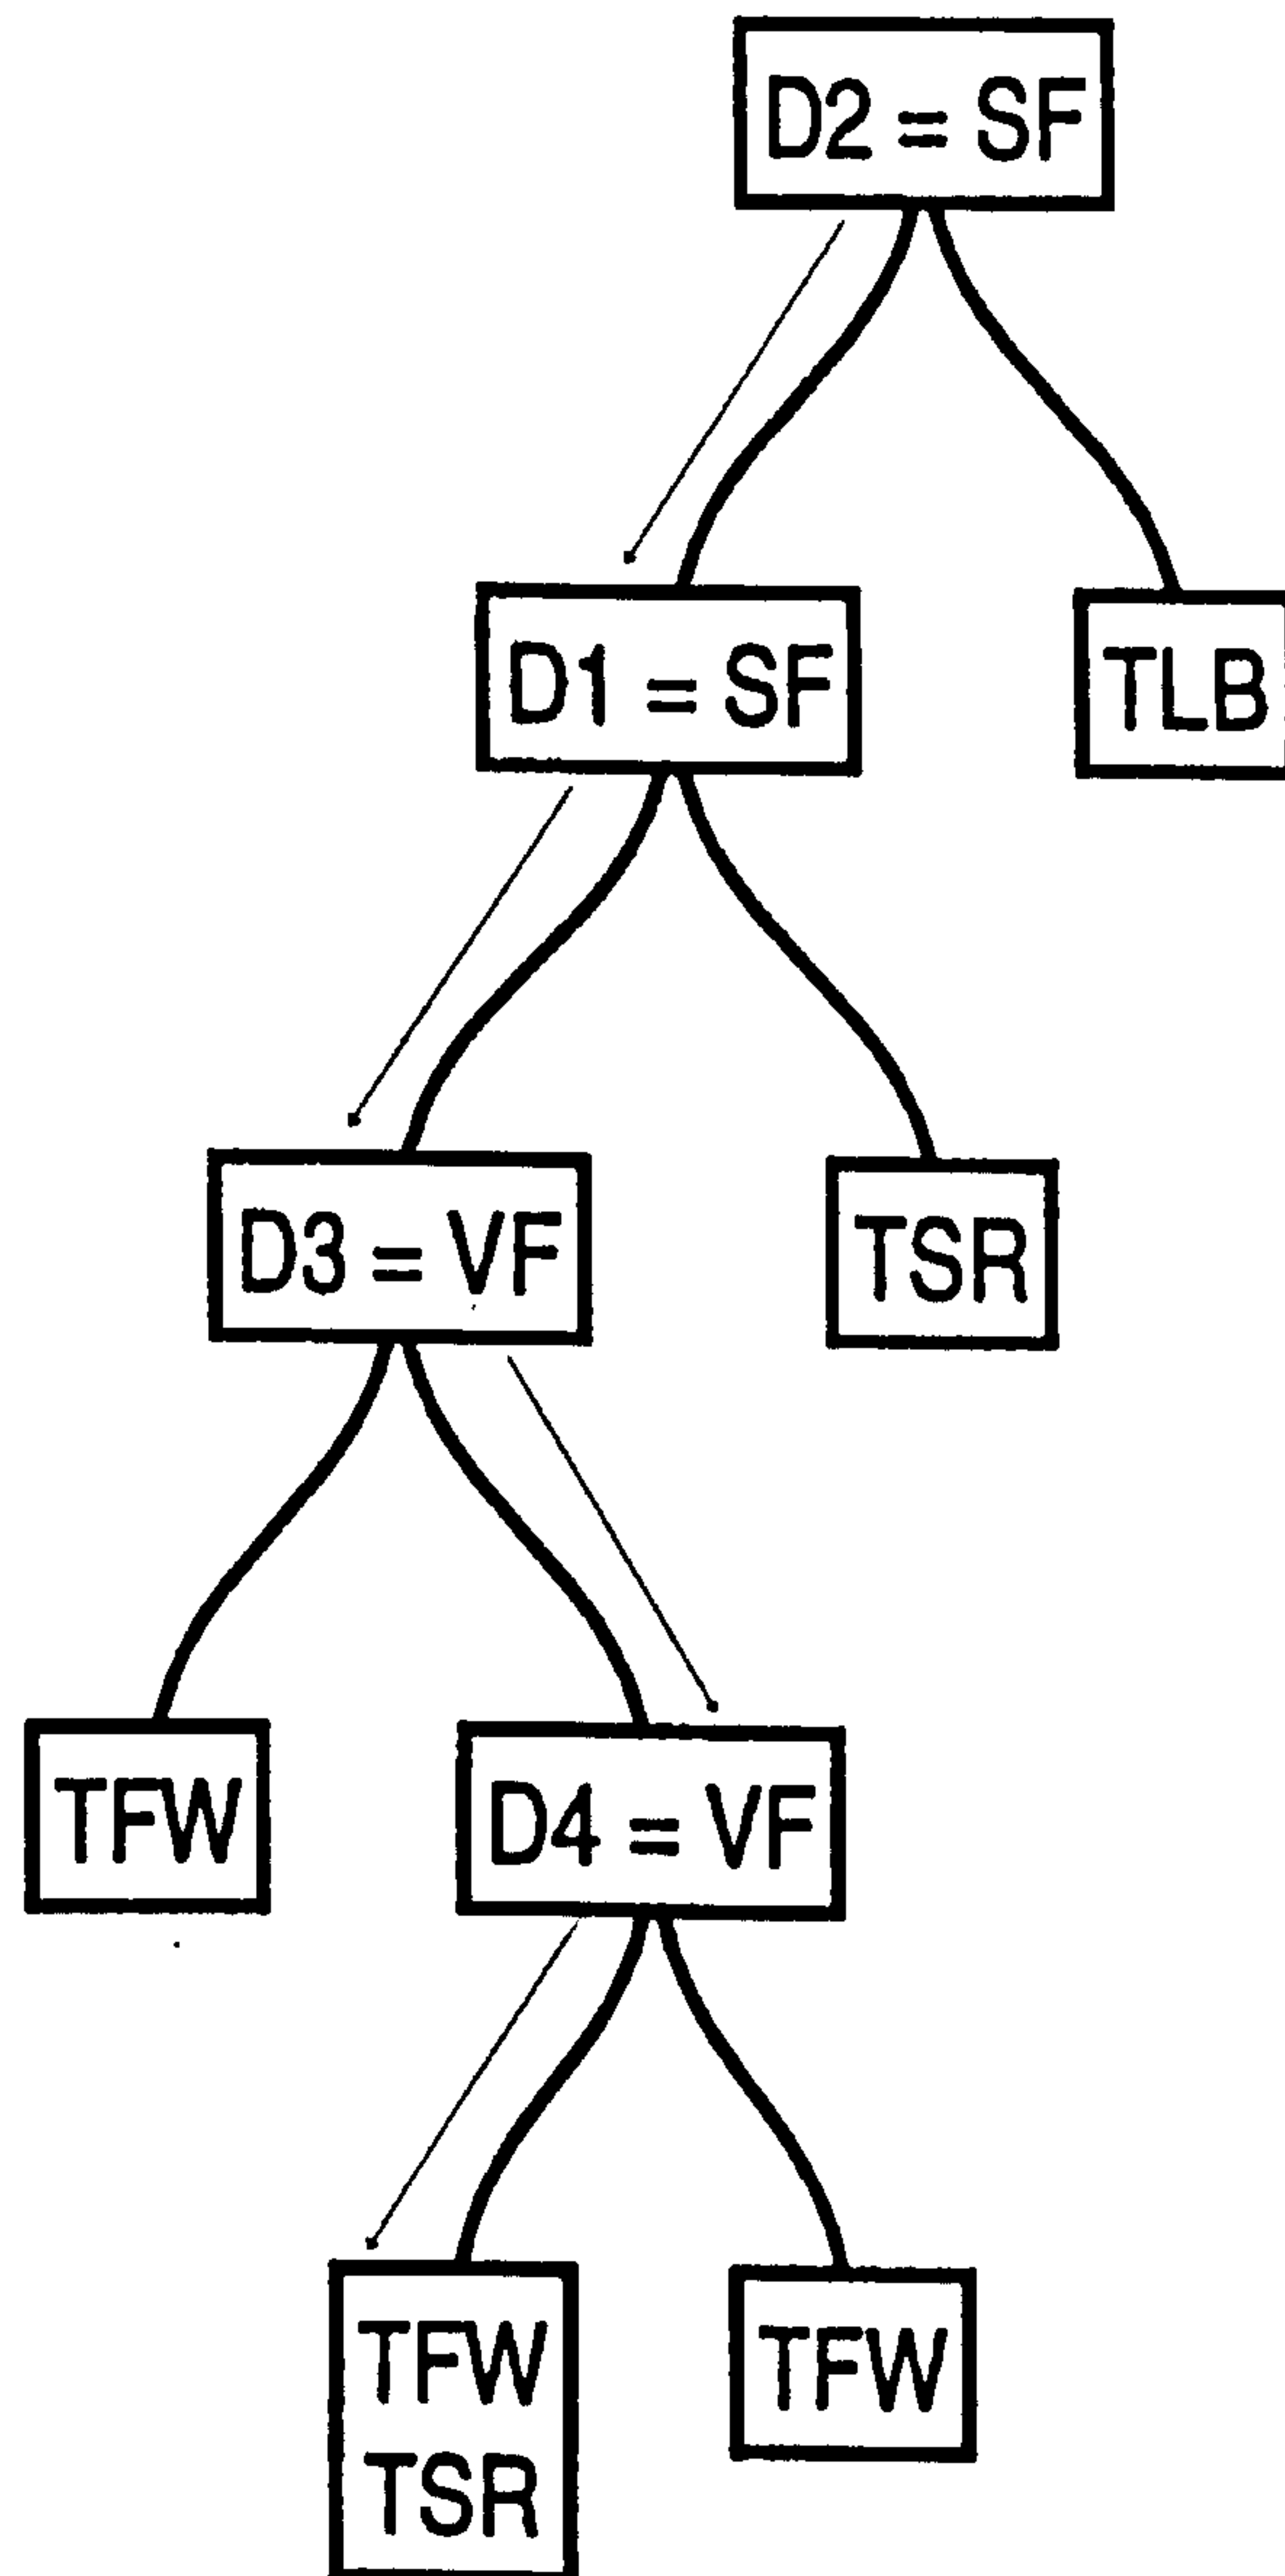 D2 = SF
D1 = SF
TLB
D3 = VF
TSR
TFW
D4 = VF
TFW
TSR
TFW